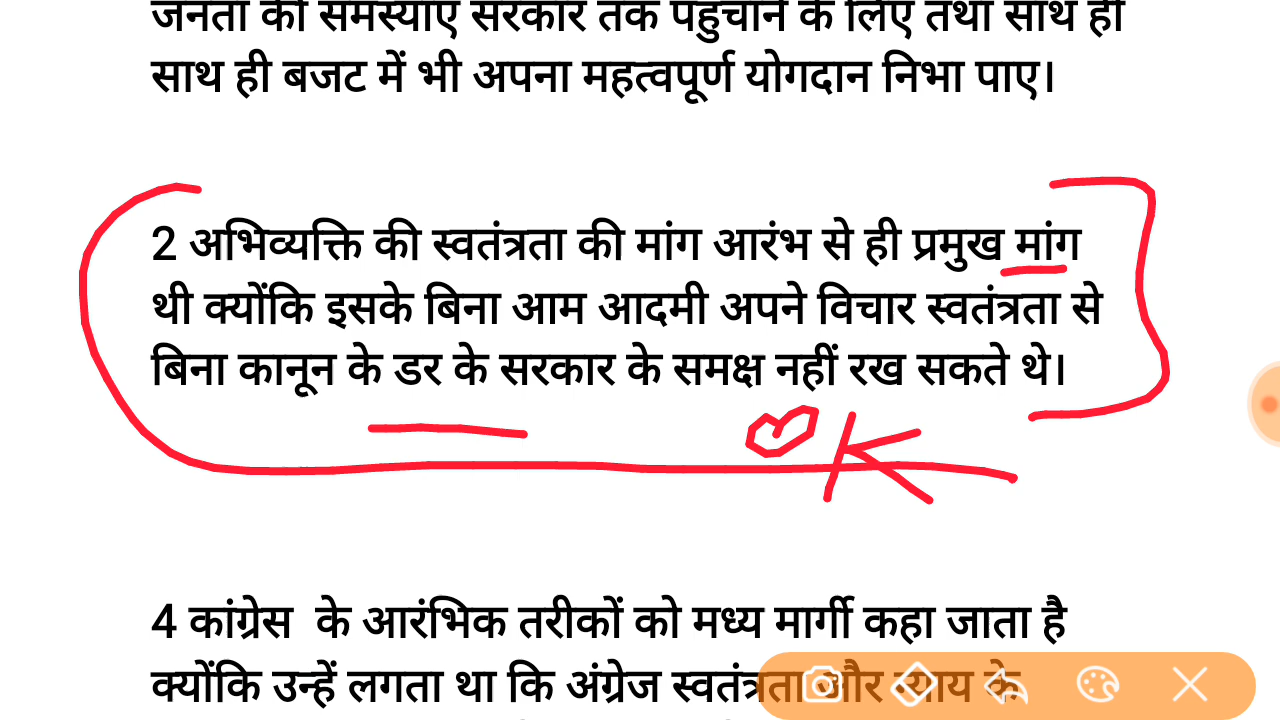 जनता की समस्याएं सरकार तक पहुंचाने के लिए तथा साथ ही
साथ ही बजट में भी अपना महत्वपूर्ण योगदान निभा पाए।
2 अभिव्यक्ति की स्वतंत्रता की मांग आरंभ से ही प्रमुख मांग
थी क्योंकि इसके बिना आम आदमी अपने विचार स्वतंत्रता से
बिना कानून के डर के सरकार के समक्ष नहीं रख सकते थे।
OK
4 कांग्रेस के आरंभिक तरीकों को मध्य मार्गी कहा जाता है
क्योंकि उन्हें लगता था कि अंग्रेज स्वतंत्रता और न्याय के